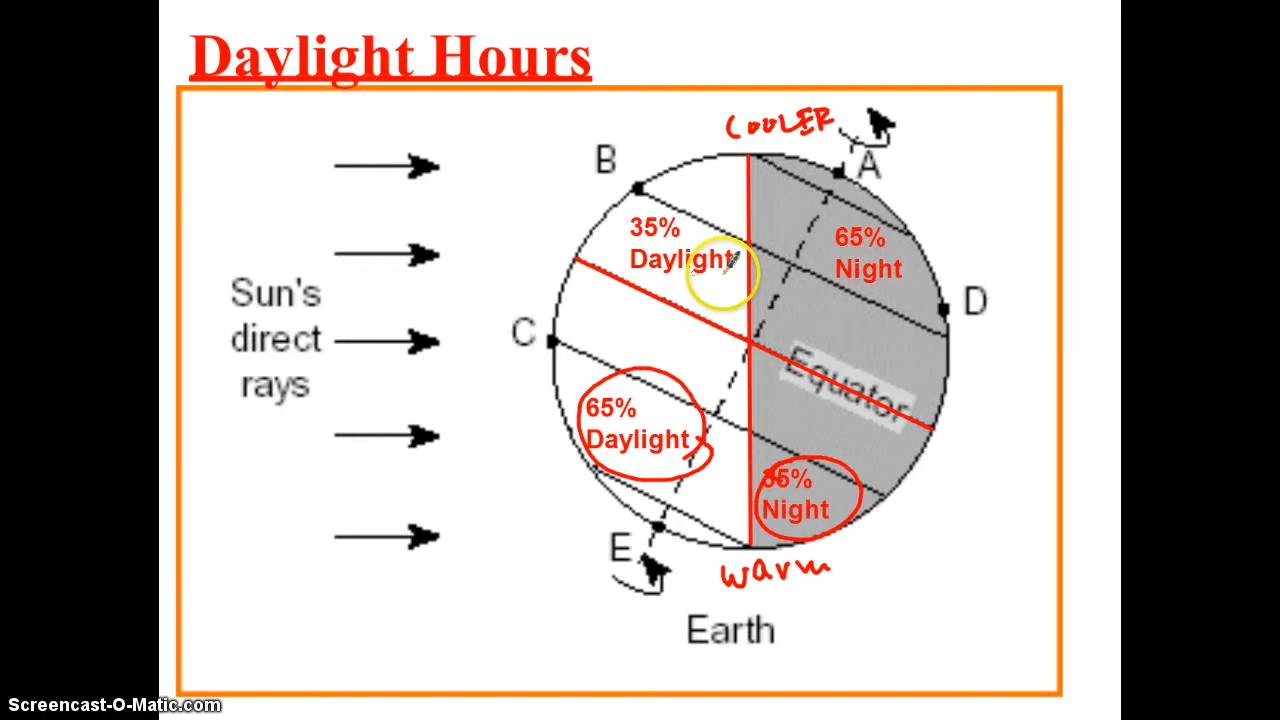 Daylight Hours
COOLER
A
B
35%
Daylight
65%
Night
Sun's
direct
rays
D
C
Equator
65%
Daylight
35%
Night
E
warm
Earth
Screencast-O-Matic.com